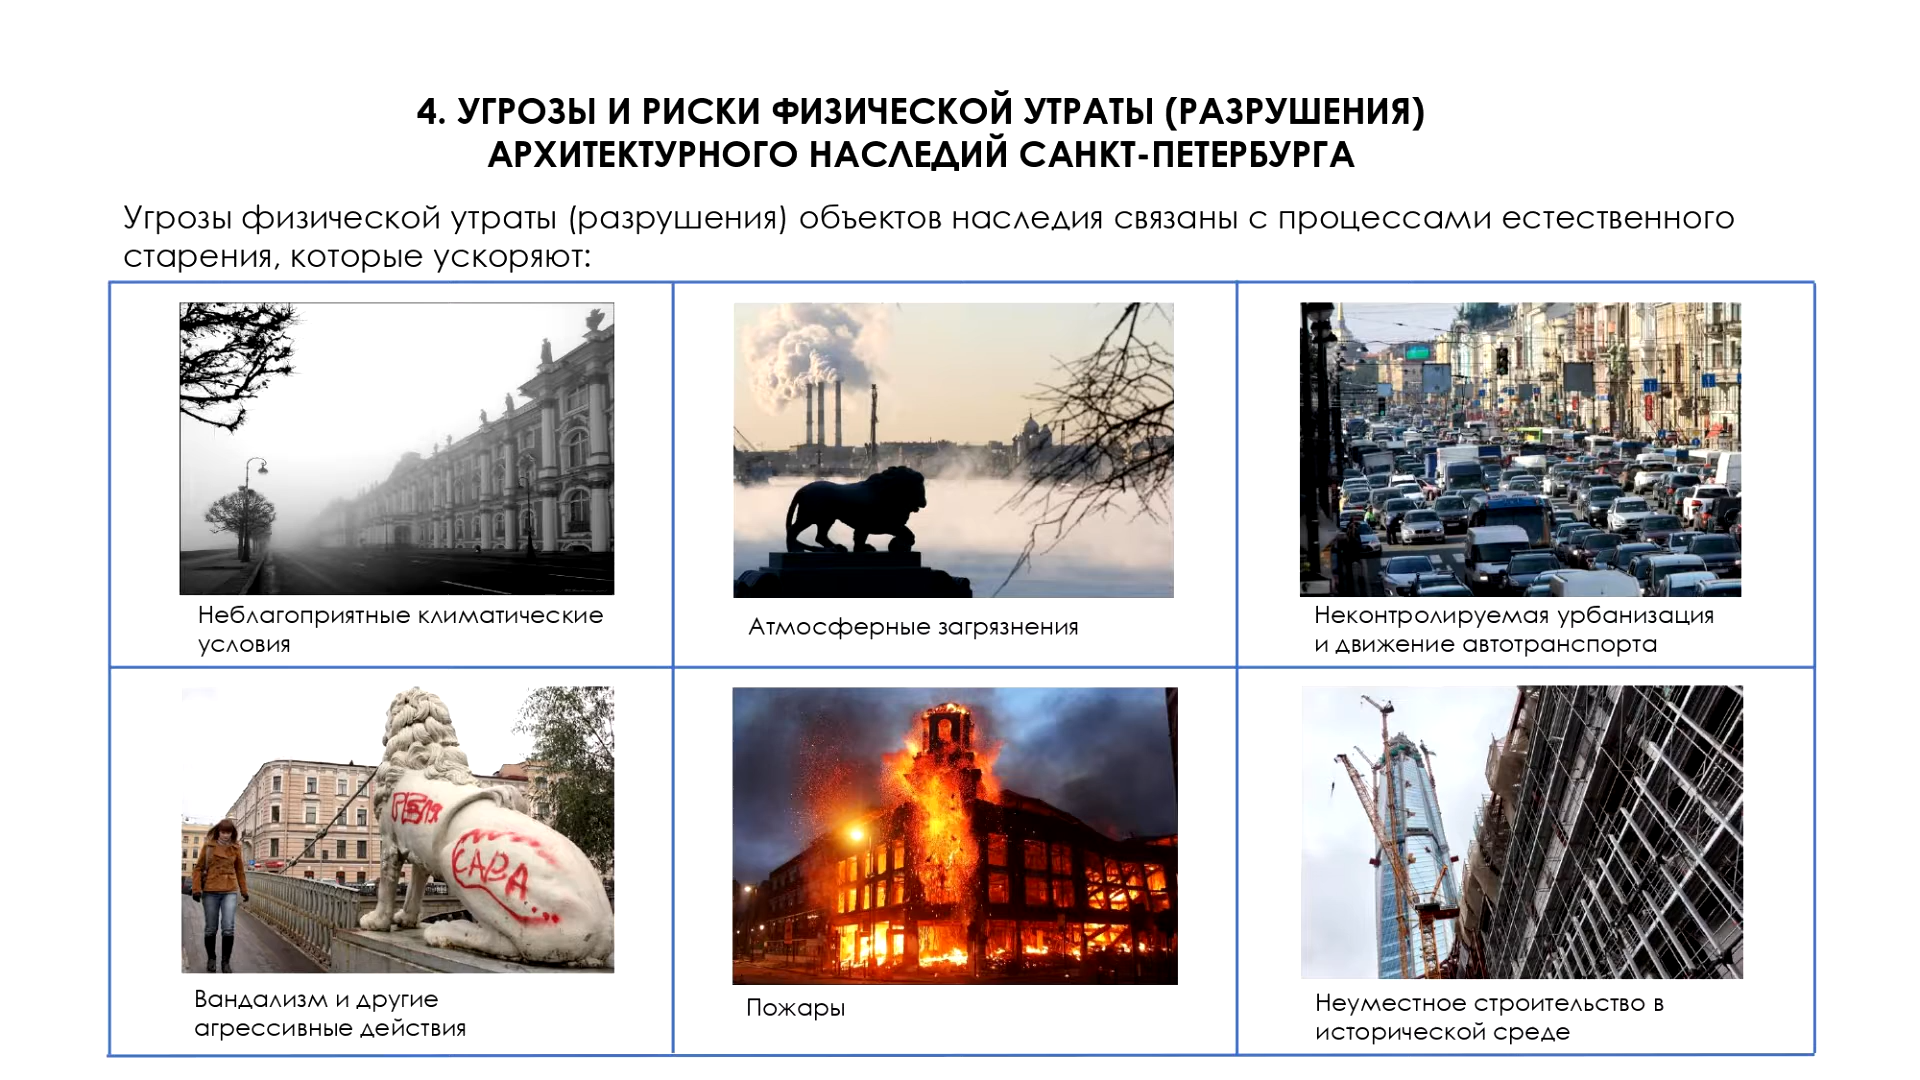 4. УГРОЗЫ И РИСКИ ФИЗИЧЕСКОЙ УТРАТЫ (РАЗРУШЕНИЯ)
АРХИТЕКТУРНОГО НАСЛЕДИЙ САНКТ-ПЕТЕРБУРГА
Угрозы физической утраты (разрушения) объектов наследия связаны с процессами естественного
старения, которые ускоряют:
Неблагоприятные климатические
условия
Атмосферные загрязнения
Неконтролируемая урбанизация
и движение автотранспорта
САВА...
Вандализм и другие
агрессивные действия
Пожары
Неуместное строительство в
исторической среде